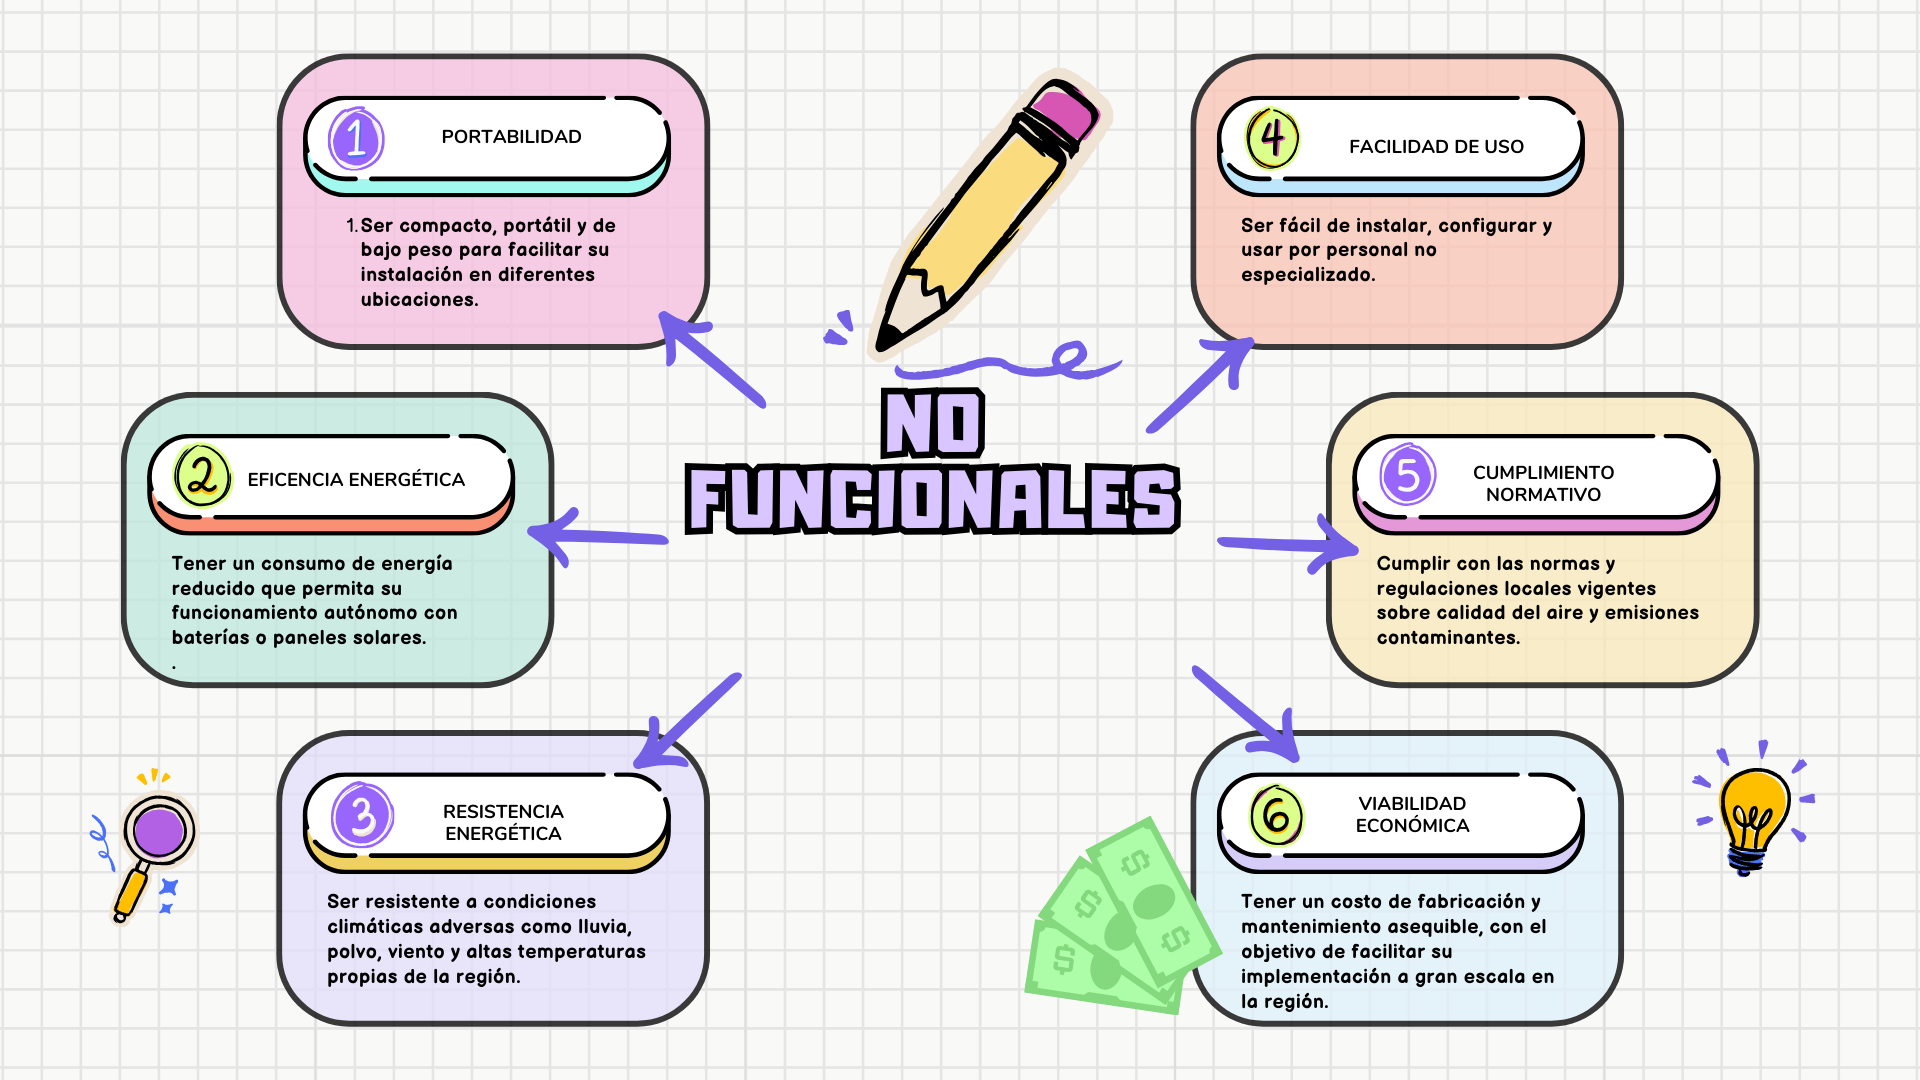 NO
FUNCIONALES
1
PORTABILIDAD
1. Ser compacto, portátil y de
bajo peso para facilitar su
instalación en diferentes
ubicaciones.
2
EFICENCIA ENERGÉTICA
Tener un consumo de energía
reducido que permita su
funcionamiento autónomo con
baterías o paneles solares.
.
3
RESISTENCIA
ENERGÉTICA
Ser resistente a condiciones
climáticas adversas como lluvia,
polvo, viento y altas temperaturas
propias de la región.
4
FACILIDAD DE USO
Ser fácil de instalar, configurar y
usar por personal no
especializado.
5
CUMPLIMIENTO
NORMATIVO
Cumplir con las normas y
regulaciones locales vigentes
sobre calidad del aire y emisiones
contaminantes.
6
VIABILIDAD
ECONÓMICA
Tener un costo de fabricación y
mantenimiento asequible, con el
objetivo de facilitar su
implementación a gran escala en
la región.
$
$
$
$